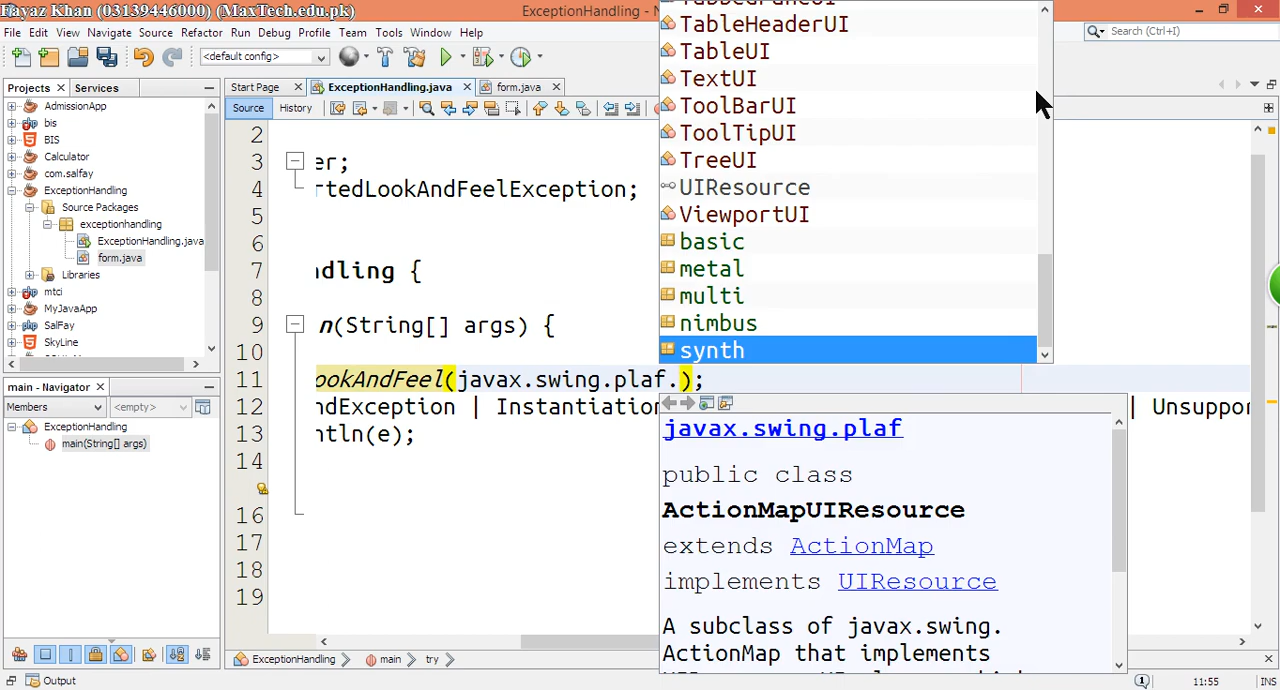 Fayaz Khan (03139446000) (MaxTech.edu.pk)
ExceptionHandling - N
File Edit View Navigate Source Refactor Run Debug Profile Team Tools Window Help
Search (Ctrl+I)
<default config>
Projects
Services
Start Page
ExceptionHandling.java
form.java
Source
History
AdmissionApp
bis
BIS
Calculator
com.salfay
ExceptionHandling
Source Packages
exceptionhandling
ExceptionHandling.java
form.java
Libraries
mtci
MyJavaApp
SalFay
SkyLine
main - Navigator
Members
<empty>
ExceptionHandling
main(String[] args)
2
3 er;
4 rtedLookAndFeelException;
5
6
7 ndling {
8
9 n(String[] args) {
10
11 ookAndFeel(javax.swing.plaf.);
12 ndException | Instantiation | Unsuppor
13 ntln(e);
14
16
17
18
19
TableHeaderUI
TableUI
TextUI
ToolBarUI
ToolTipUI
TreeUI
UIResource
ViewportUI
basic
metal
multi
nimbus
synth
javax.swing.plaf
public class
ActionMapUIResource
extends ActionMap
implements UIResource
A subclass of javax.swing.
ActionMap that implements
ExceptionHandling
main
try
Output
1
11:55
INS